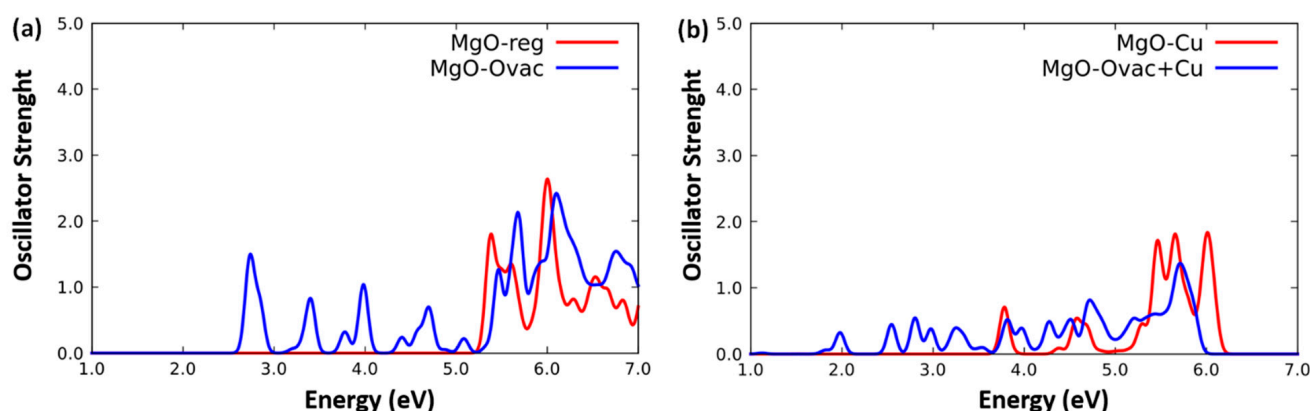 (a)
MgO-reg
MgO-Ovac
Oscillator Strenght
5.0
4.0
3.0
2.0
1.0
0.0
1.0 2.0 3.0 4.0 5.0 6.0 7.0
Energy (eV)
(b)
MgO-Cu
MgO-Ovac+Cu
Oscillator Strenght
5.0
4.0
3.0
2.0
1.0
0.0
1.0 2.0 3.0 4.0 5.0 6.0 7.0
Energy (eV)